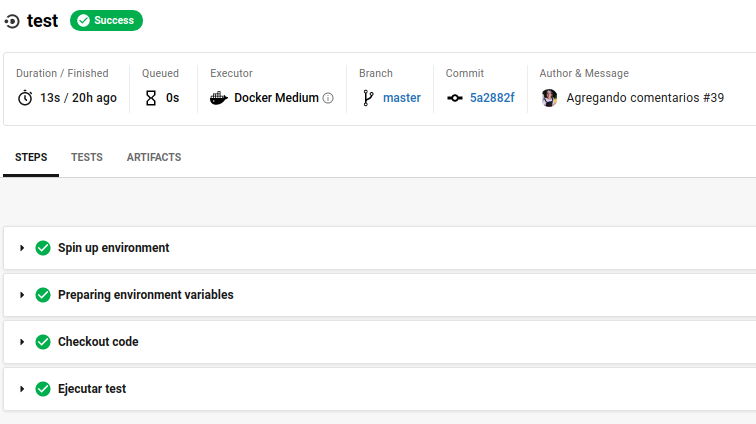 test Success
Duration / Finished Queued Executor Branch Commit Author & Message
13s / 20h ago 0s Docker Medium master 5a2882f Agregando comentarios #39
STEPS TESTS ARTIFACTS
Spin up environment
Preparing environment variables
Checkout code
Ejecutar test